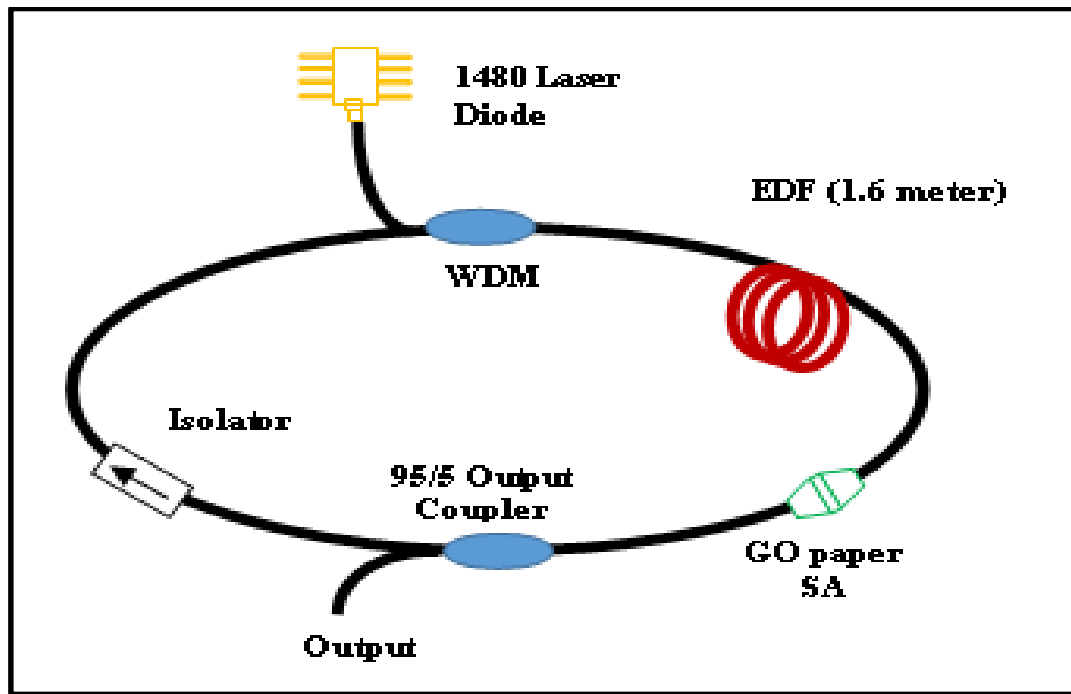 1480 Laser
Diode
EDF (1.6 meter)
WDM
Isolator
95/5 Output
Coupler
GO paper
SA
Output